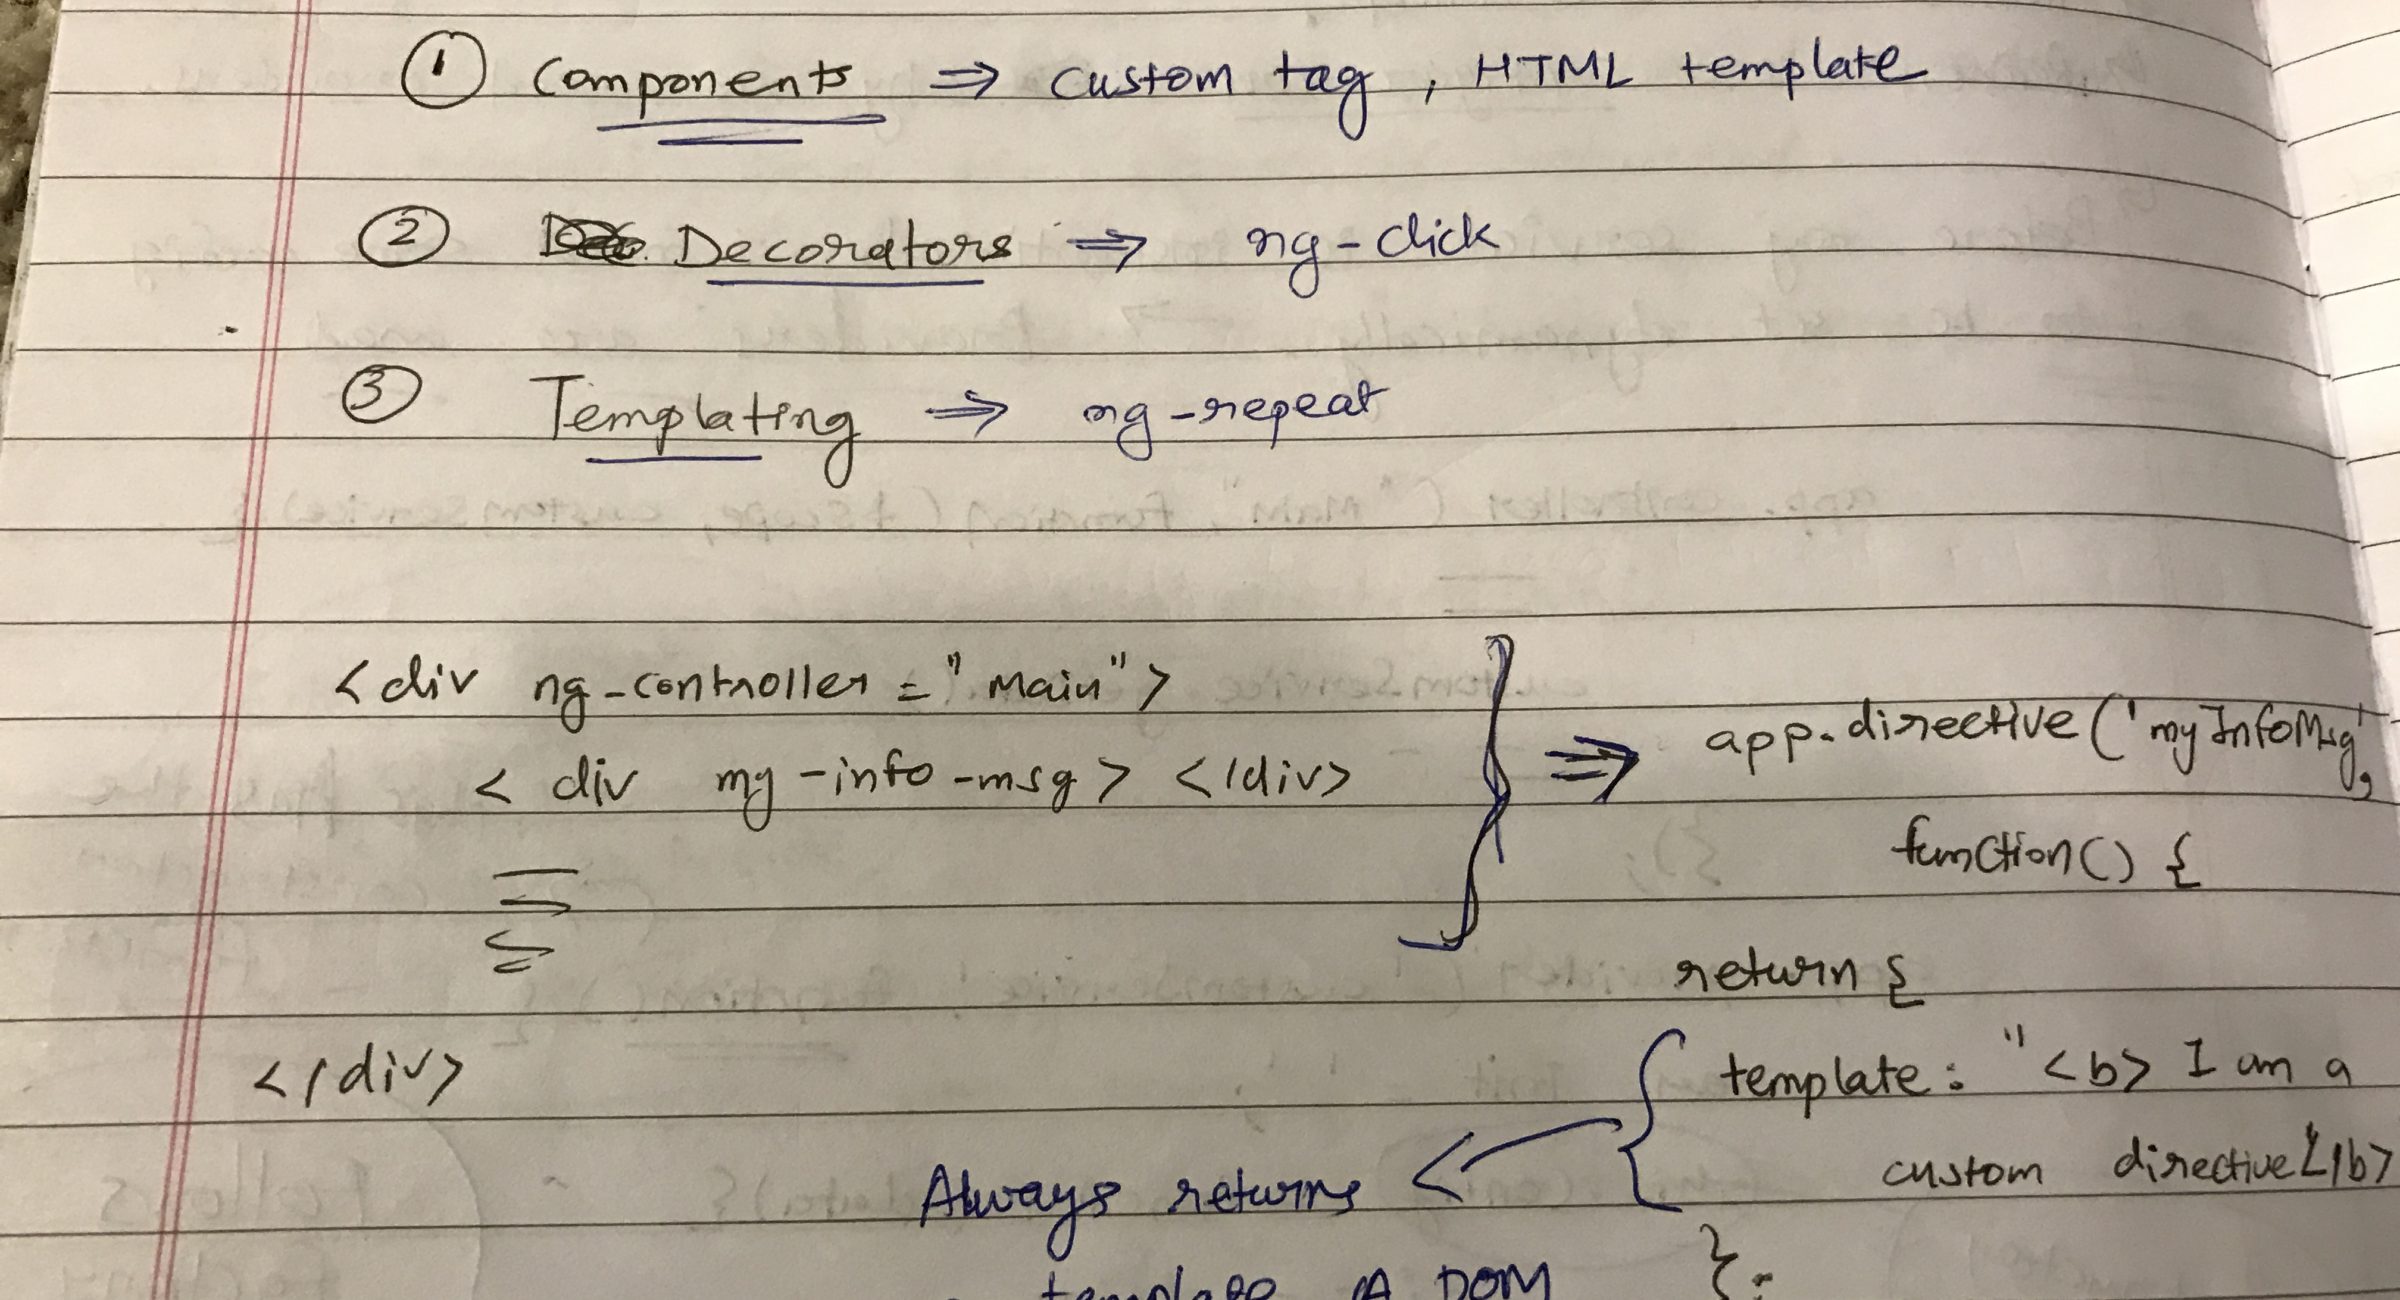 ① Components ⇒ custom tag, HTML template
② Decorators ⇒ ng-click
③ Templating ⇒ ng-repeat
<div ng-controller="Main">
<div my-info-msg> </div>
</div>
⇒ app.directive('myInfoMsg',
function() {
return {
template: "<b> I am a
custom directive</b>
};
Always returns
template A DOM